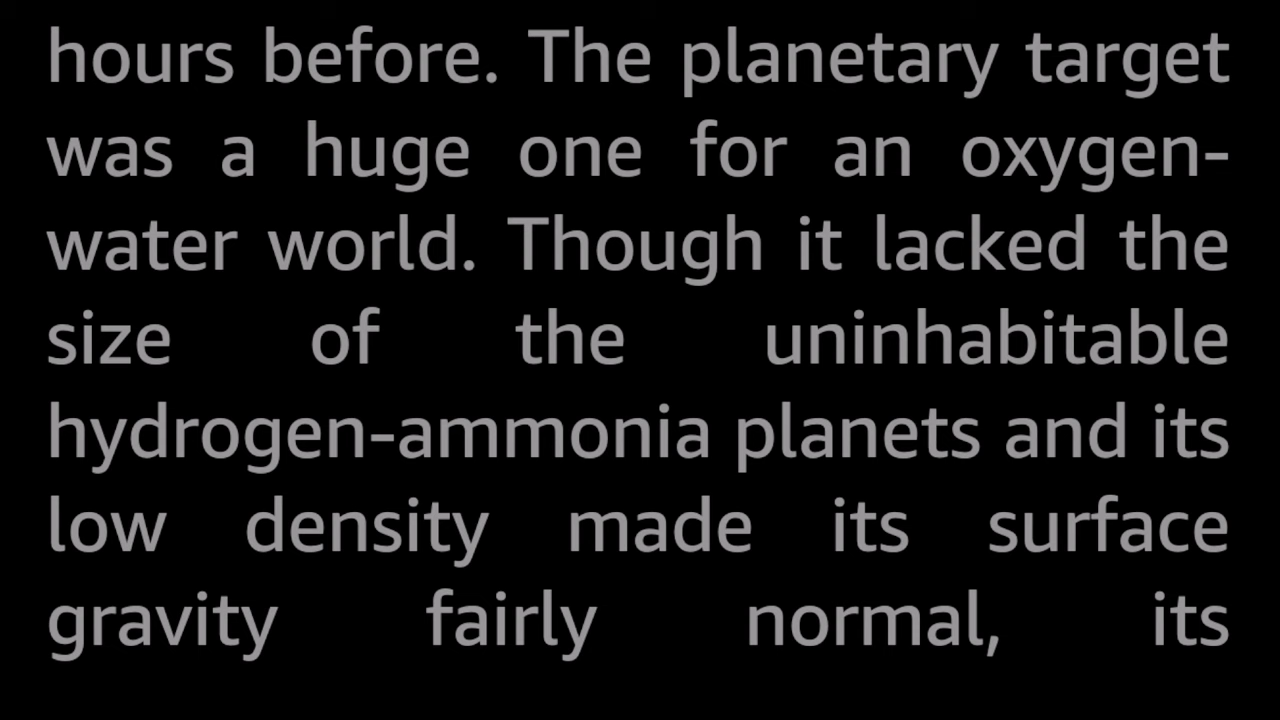 hours before. The planetary target
was a huge one for an oxygen-
water world. Though it lacked the
size of the uninhabitable
hydrogen-ammonia planets and its
low density made its surface
gravity fairly normal, its